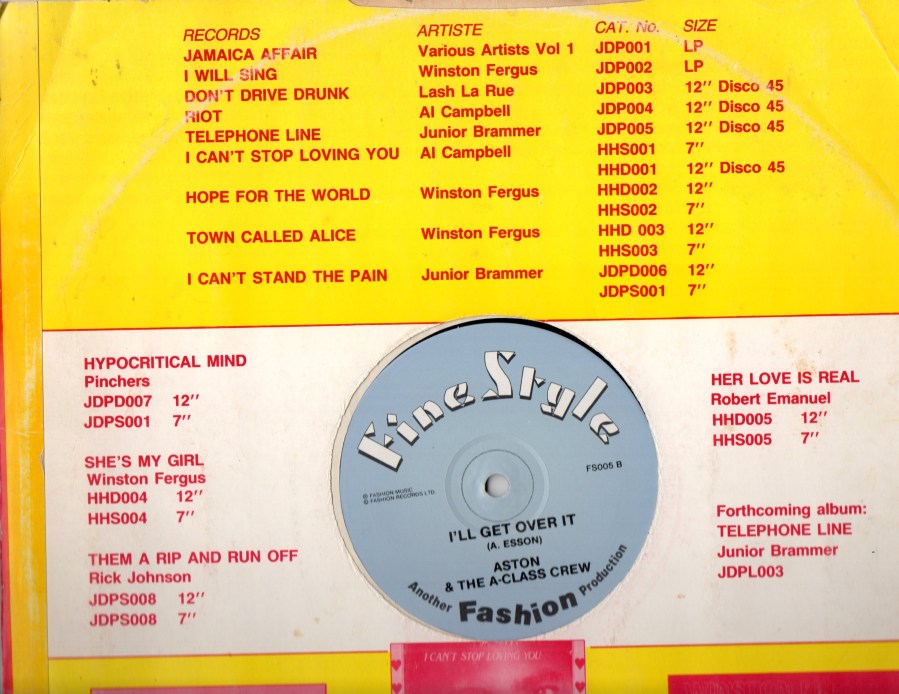 RECORDS ARTISTE CAT. No. SIZE
JAMAICA AFFAIR Various Artists Vol 1 JDP001 LP
I WILL SING Winston Fergus JDP002 LP
DON'T DRIVE DRUNK Lash La Rue JDP003 12'' Disco 45
RIOT Al Campbell JDP004 12'' Disco 45
TELEPHONE LINE Junior Brammer JDP005 12'' Disco 45
I CAN'T STOP LOVING YOU Al Campbell HHS001 7''
HHD001 12'' Disco 45
HOPE FOR THE WORLD Winston Fergus HHD002 12''
HHS002 7''
TOWN CALLED ALICE Winston Fergus HHD 003 12''
HHS003 7''
I CAN'T STAND THE PAIN Junior Brammer JDPD006 12''
JDPS001 7''
HYPOCRITICAL MIND
Pinchers
JDPD007 12''
JDPS001 7''
SHE'S MY GIRL
Winston Fergus
HHD004 12''
HHS004 7''
THEM A RIP AND RUN OFF
Rick Johnson
JDPS008 12''
JDPS008 7''
Fine Style
FS005 B
℗ FASHION MUSIC
© FASHION RECORDS LTD
I'LL GET OVER IT
(A. ESSON)
ASTON
& THE A-CLASS CREW
Another Fashion Production
HER LOVE IS REAL
Robert Emanuel
HHD005 12''
HHS005 7''
Forthcoming album:
TELEPHONE LINE
Junior Brammer
JDPL003
I CAN'T STOP LOVING YOU